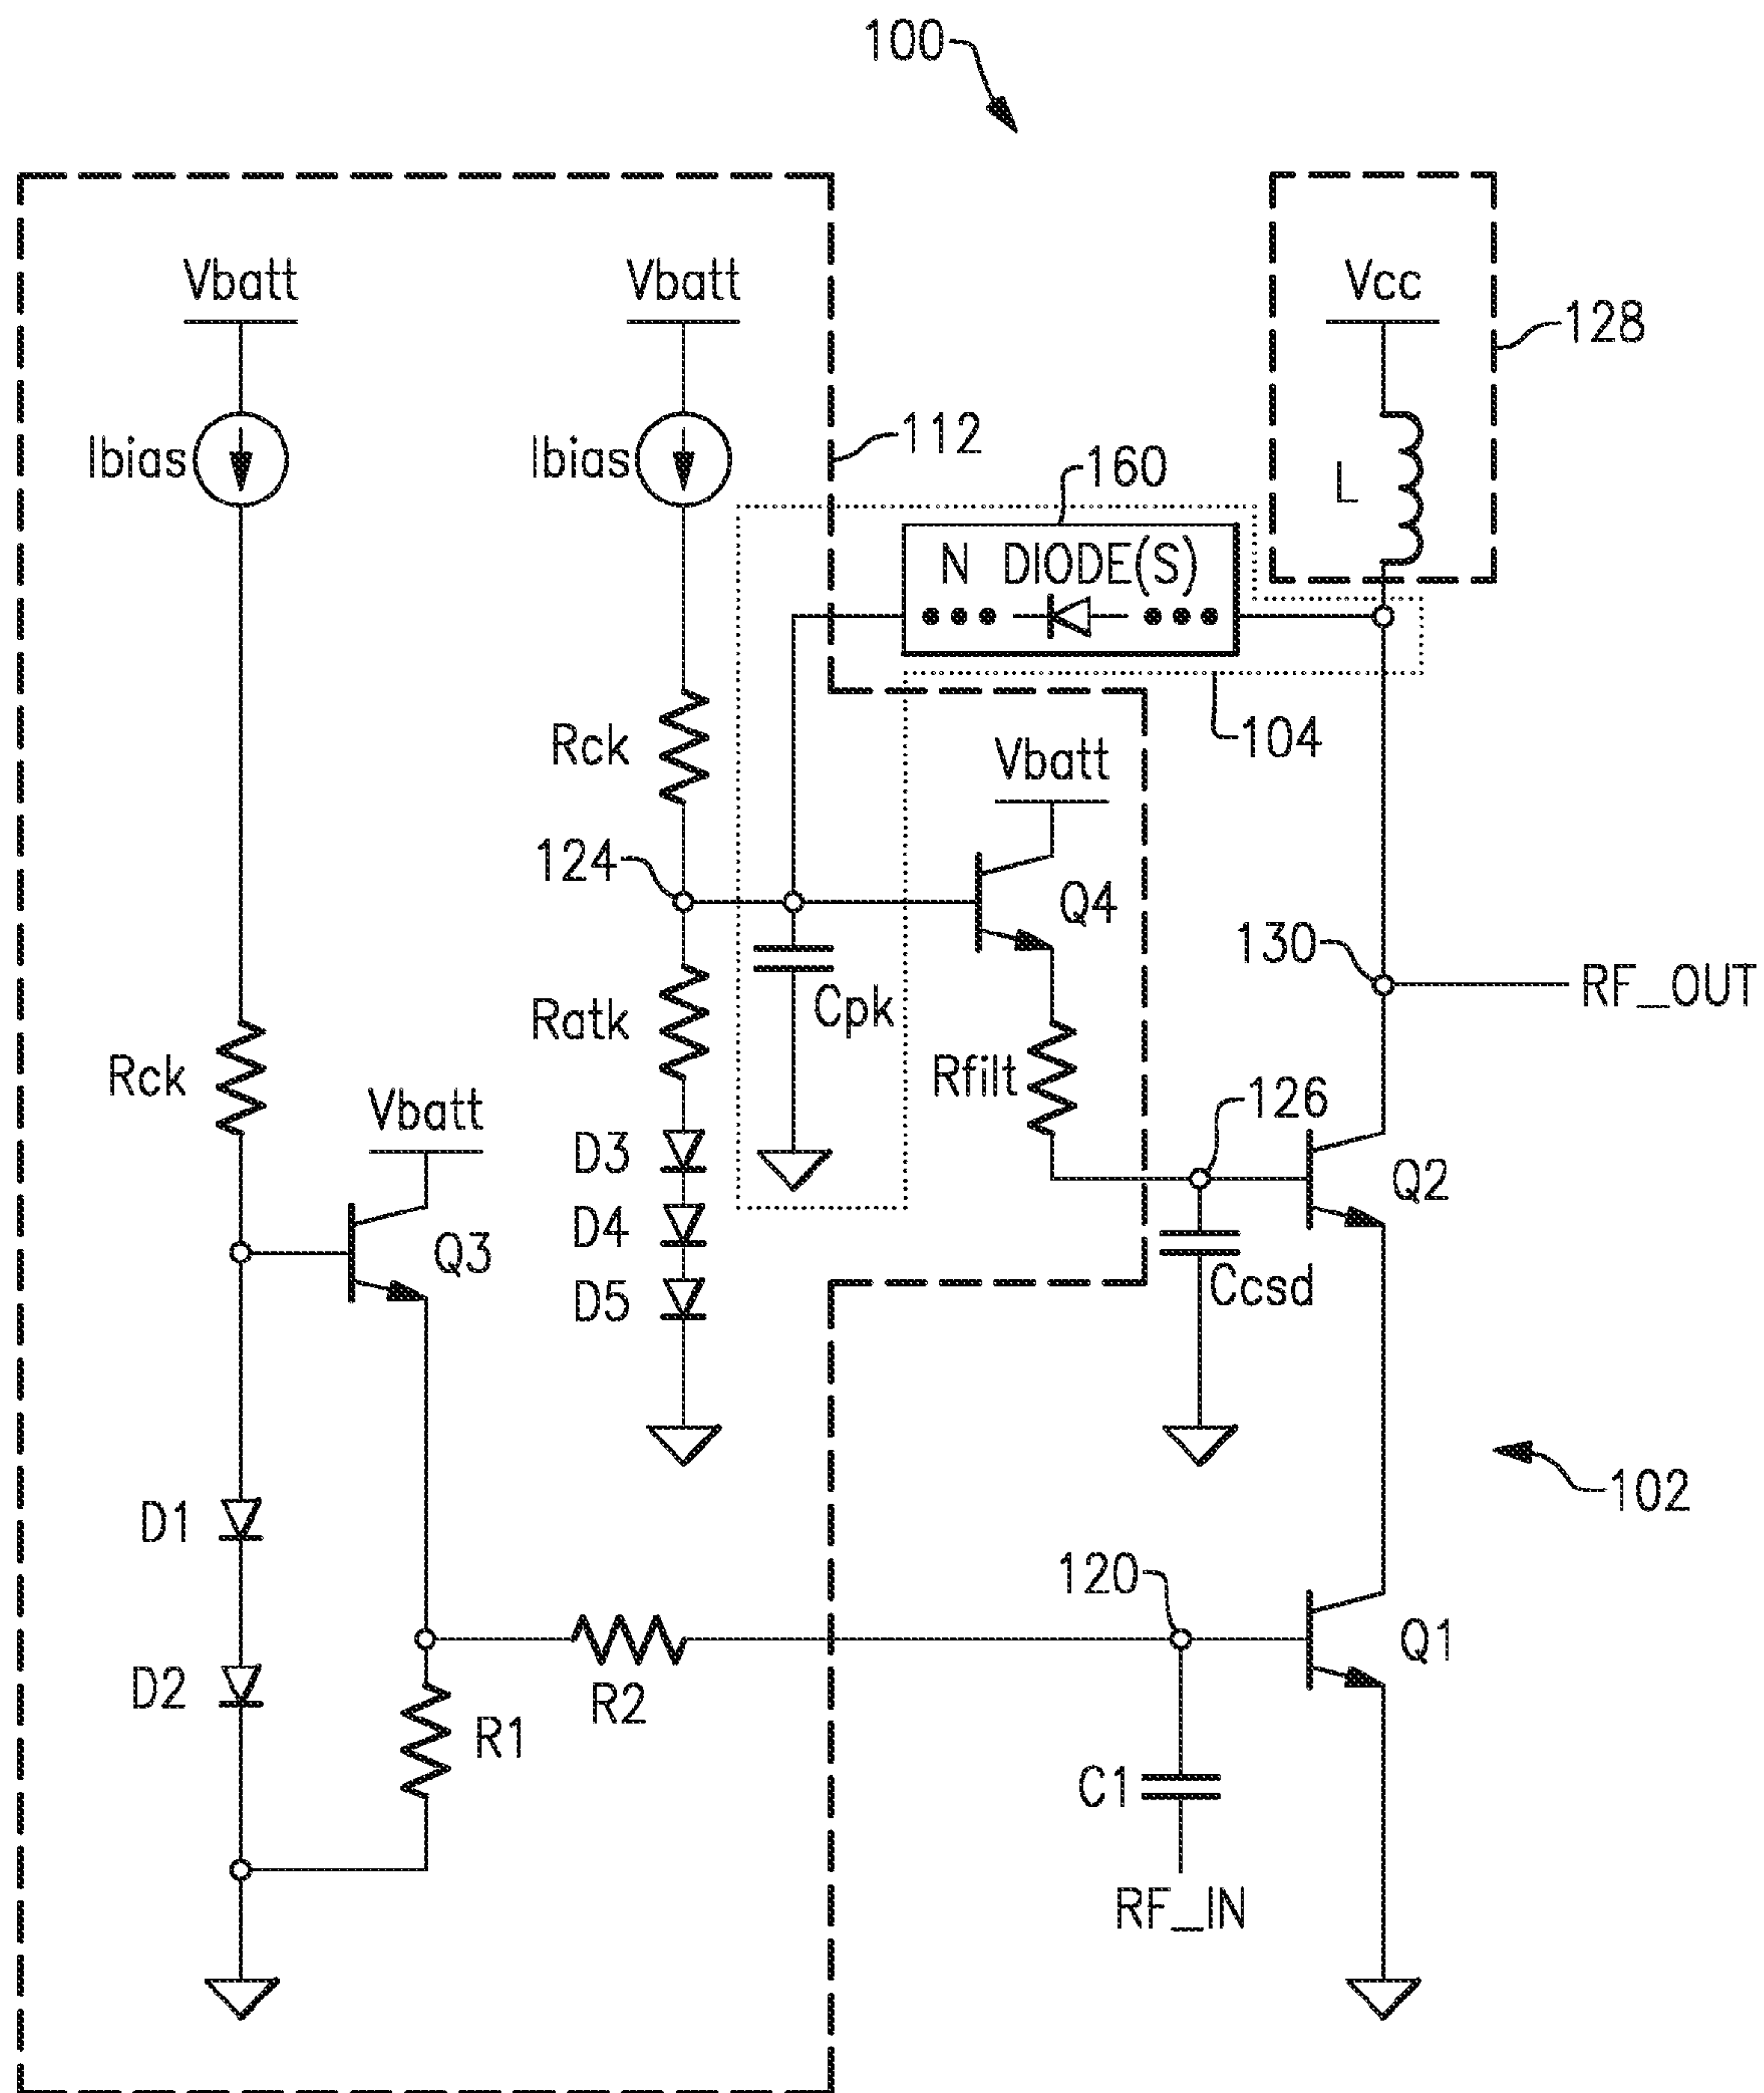 100
Vbatt
Vbatt
Vcc
128
Ibias
Ibias
112
160
L
N DIODE(S)
Rck
104
Vbatt
124
Q4
130
RF_OUT
Ratk
Cpk
Rck
Rfilt
Vbatt
126
D3
Q2
D4
Q3
Ccsd
D5
102
D1
120
Q1
D2
R2
R1
C1
RF_IN